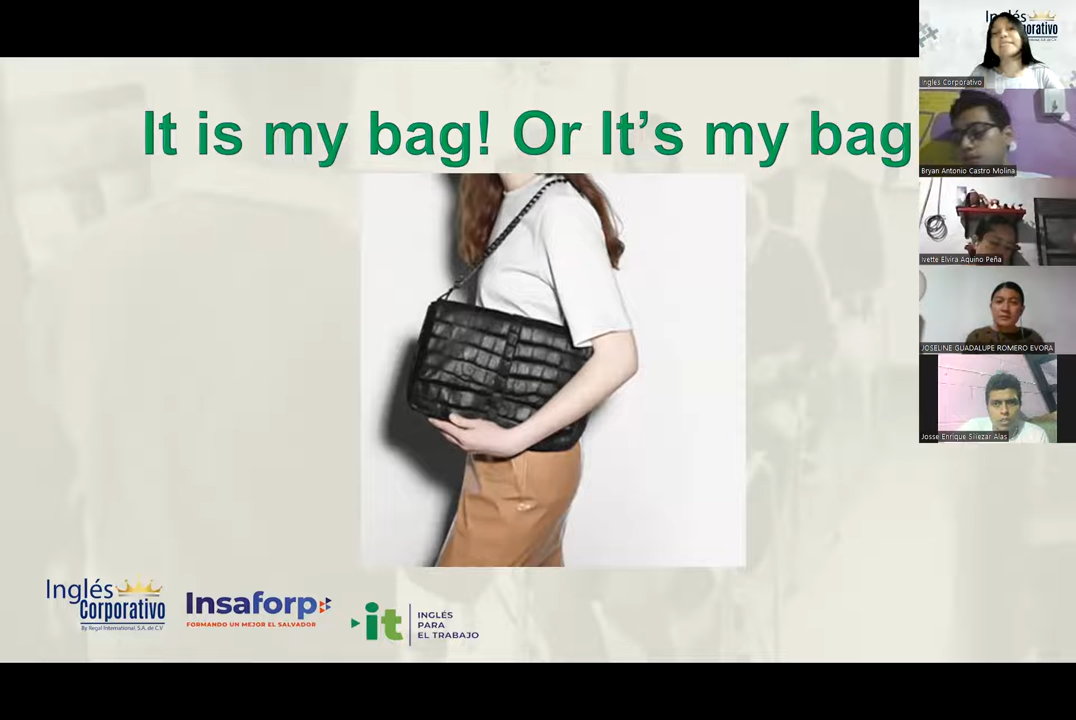 It is my bag! Or It's my bag
Inglés
Corporativo
By Regal International, S.A. de C.V
Insaforp
FORMANDO UN MEJOR EL SALVADOR
it
INGLÉS
PARA
EL TRABAJO
Inglés Corporativo
Bryan Antonio Castro Molina
Ivette Elvira Aquino Peña
JOSELINE GUADALUPE ROMERO EVORA
Josse Enrique Siliezar Alas